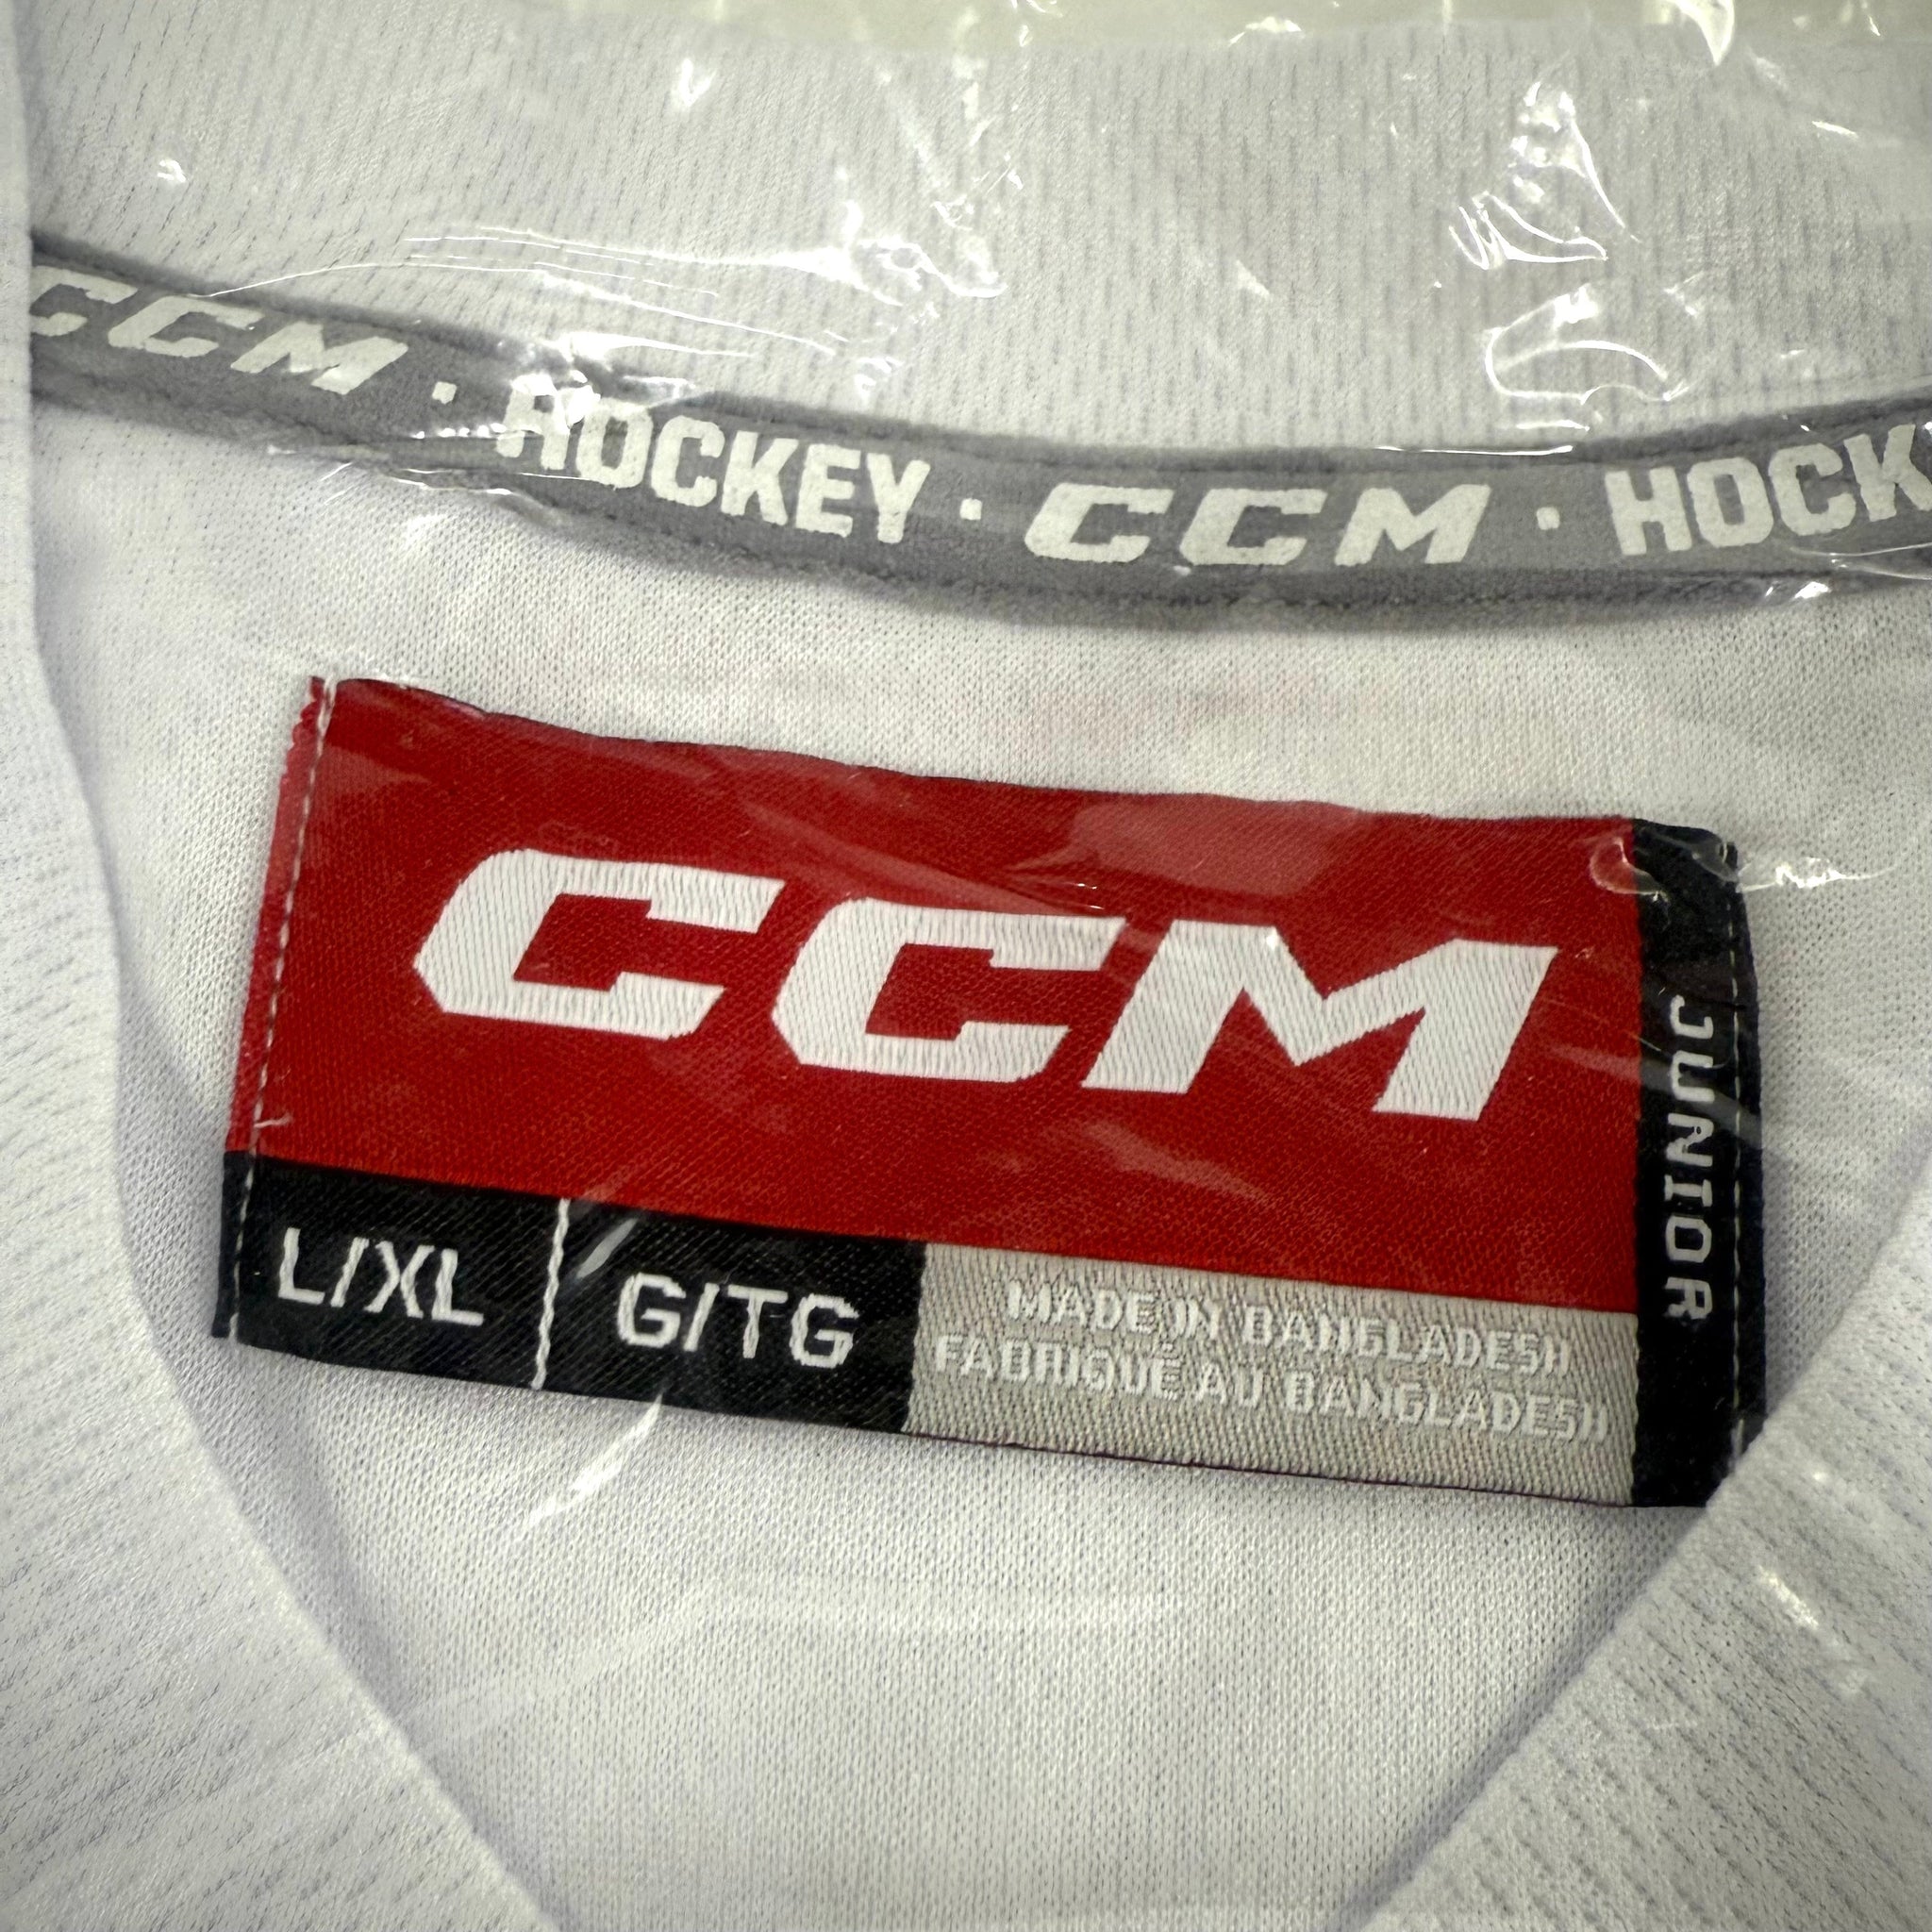 CCM · HOCKEY · CCM · HOCK
CCM
JUNIOR
L/XL G/TG
MADE IN BANGLADESH
FABRIQUÉ AU BANGLADESH